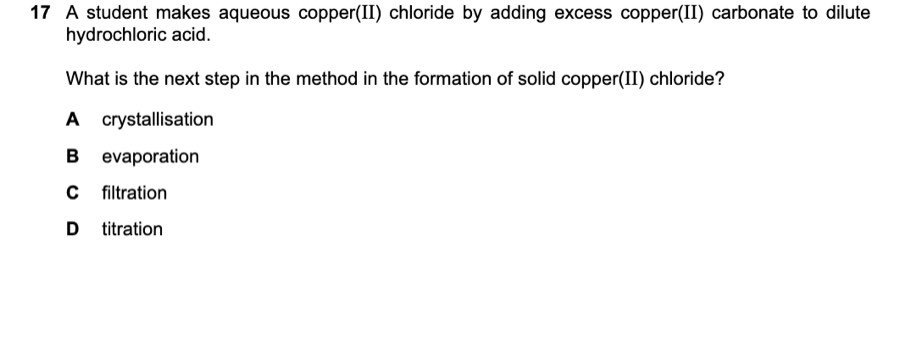 17 A student makes aqueous copper(II) chloride by adding excess copper(II) carbonate to dilute
hydrochloric acid.
What is the next step in the method in the formation of solid copper(II) chloride?
A crystallisation
B evaporation
C filtration
D titration